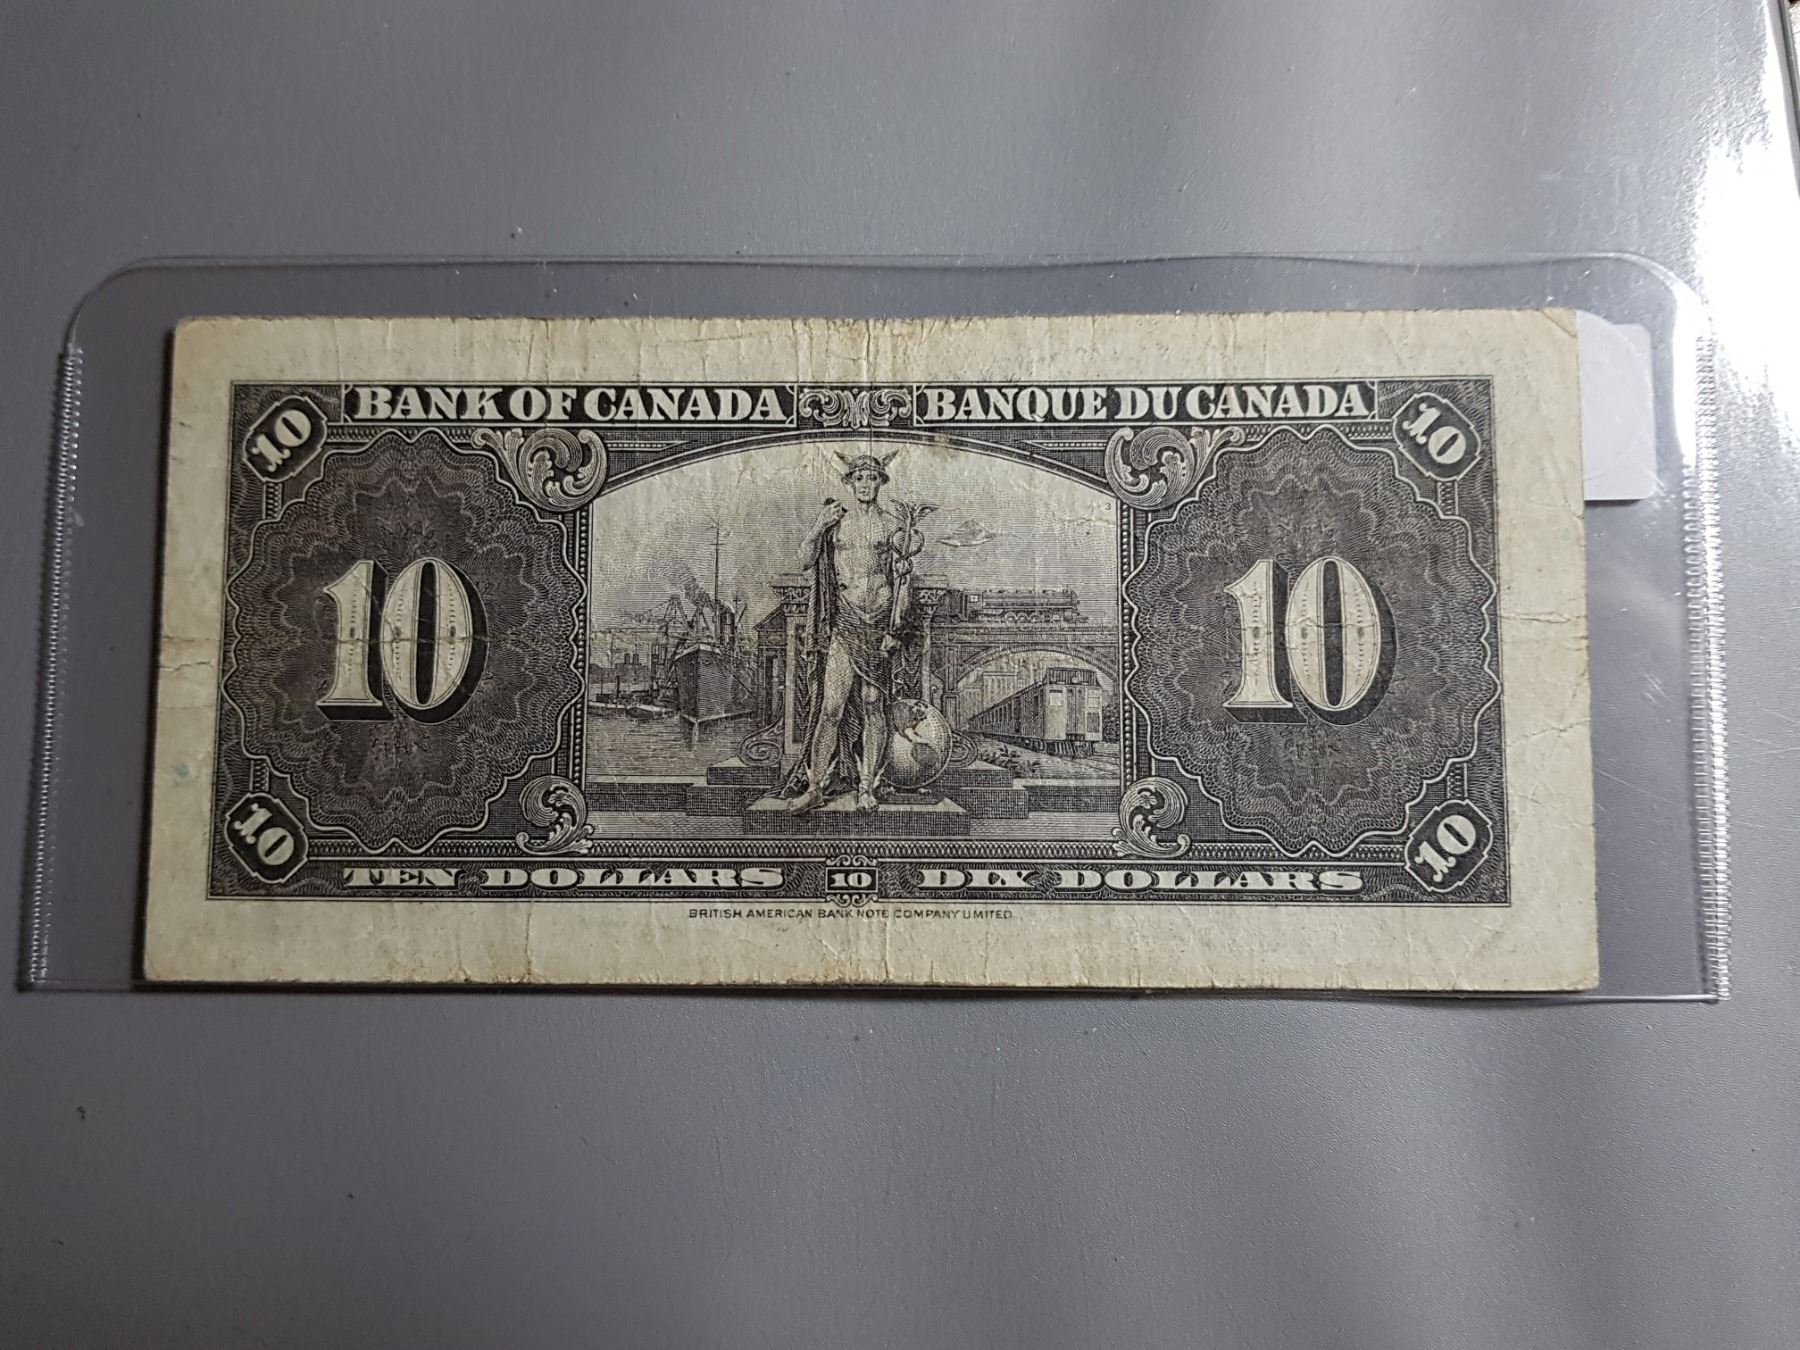 BANK OF CANADA BANQUE DU CANADA
10 10
3
10 10
10 10
TEN DOLLARS 10 DIX DOLLARS
BRITISH AMERICAN BANK NOTE COMPANY LIMITED